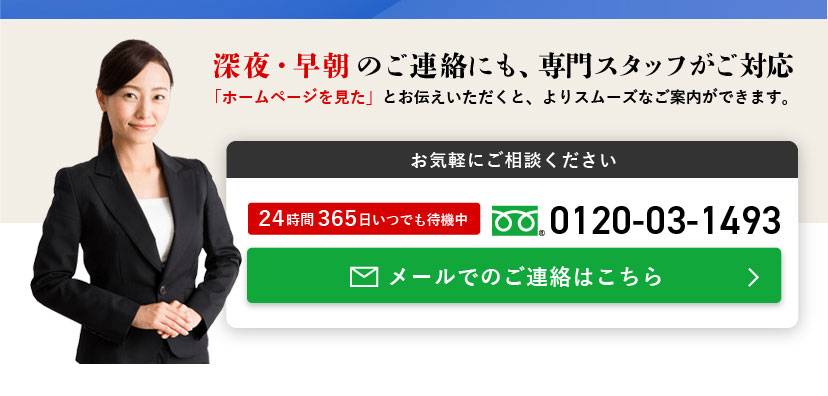 深夜・早朝のご連絡にも、専門スタッフがご対応
「ホームページを見た」とお伝えいただくと、よりスムーズなご案内ができます。
お気軽にご相談ください
24時間365日いつでも待機中
® 0120-03-1493
メールでのご連絡はこちら